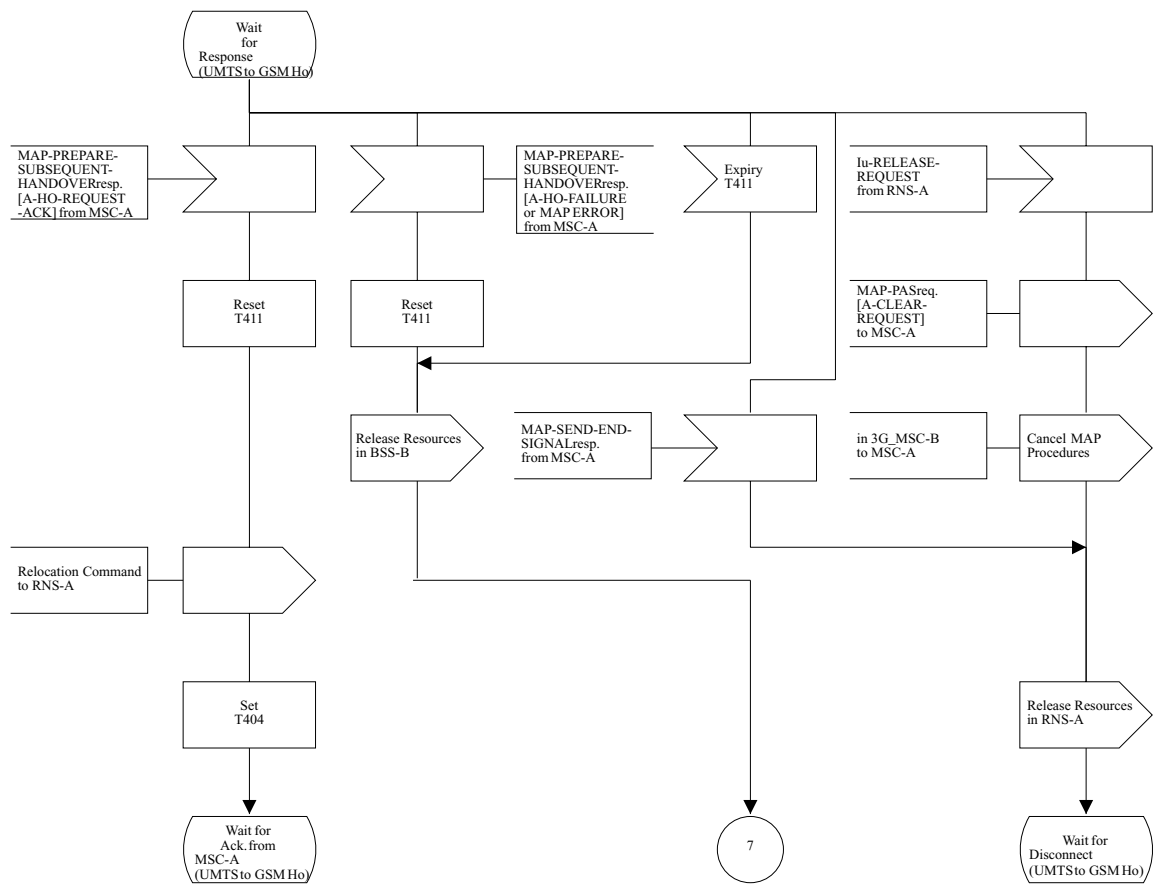 Wait
for
Response
(UMTS to GSM Ho)
MAP-PREPARE-
SUBSEQUENT-
HANDOVERresp.
[A-HO-REQUEST
-ACK] from MSC-A
MAP-PREPARE-
SUBSEQUENT-
HANDOVERresp.
[A-HO-FAILURE
or MAP ERROR]
from MSC-A
Expiry
T411
Iu-RELEASE-
REQUEST
from RNS-A
Reset
T411
Reset
T411
MAP-PASreq.
[A-CLEAR-
REQUEST]
to MSC-A
Release Resources
in BSS-B
MAP-SEND-END-
SIGNALresp.
from MSC-A
in 3G_MSC-B
to MSC-A
Cancel MAP
Procedures
Relocation Command
to RNS-A
Set
T404
Release Resources
in RNS-A
Wait for
Ack. from
MSC-A
(UMTS to GSM Ho)
7
Wait for
Disconnect
(UMTS to GSM Ho)